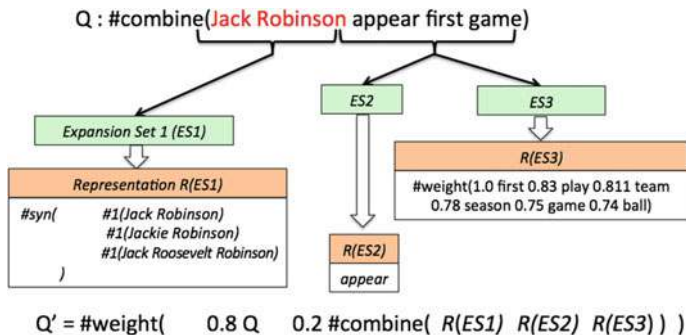 Q : #combine(Jack Robinson appear first game)
ES2
ES3
Expansion Set 1 (ES1)
R(ES3)
#weight(1.0 first 0.83 play 0.811 team
0.78 season 0.75 game 0.74 ball)
Representation R(ES1)
#syn( #1(Jack Robinson)
#1(Jackie Robinson)
#1(Jack Roosevelt Robinson)
)
R(ES2)
appear
Q' = #weight( 0.8 Q 0.2 #combine( R(ES1) R(ES2) R(ES3) ) )